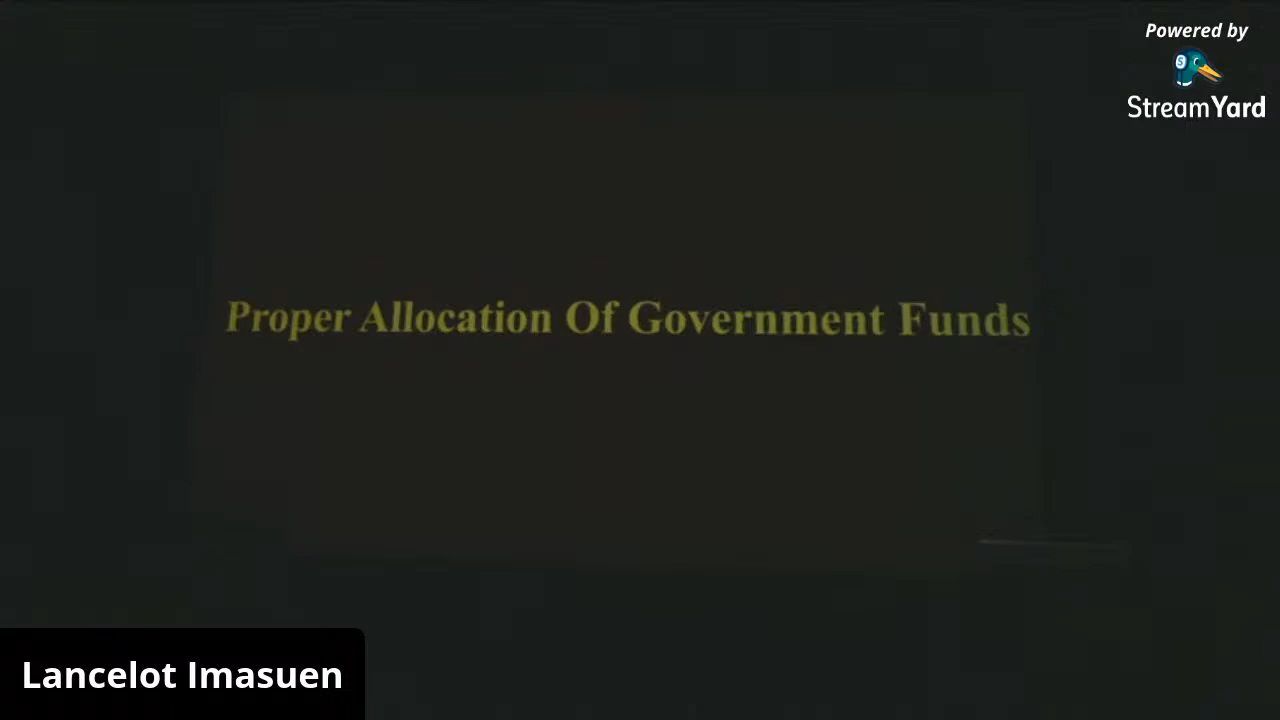 Powered by
StreamYard
Proper Allocation Of Government Funds
Lancelot Imasuen